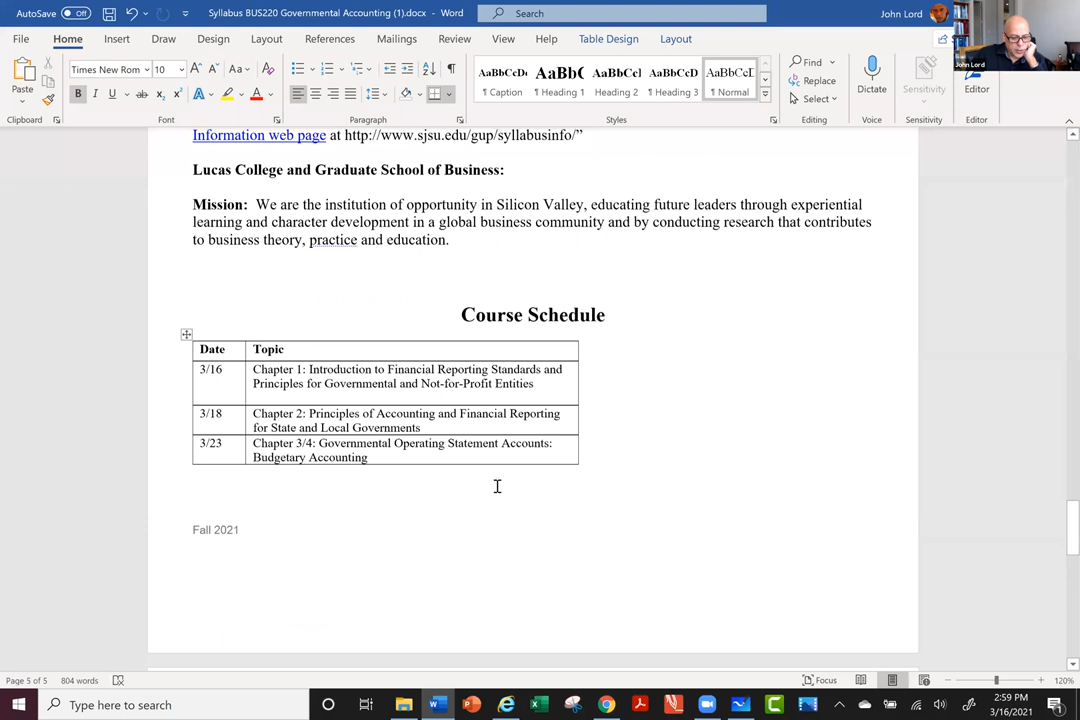 AutoSave Off Syllabus BUS220 Governmental Accounting (1).docx - Word Search John Lord
File Home Insert Draw Design Layout References Mailings Review View Help Table Design Layout
John Lord
Paste Times New Rom 10 Aa AaBbCcDc AaBb( AaBbCcl AaBbCcD AaBbCcD Find Replace Select Dictate Sensitivity Editor
B I U ab x₂ x² A A ¶ Caption Heading 1 Heading 2 ¶ Heading 3 ¶ Normal
Clipboard Font Paragraph Styles Editing Voice Sensitivity Editor
Information web page at http://www.sjsu.edu/gup/syllabusinfo/”
Lucas College and Graduate School of Business:
Mission: We are the institution of opportunity in Silicon Valley, educating future leaders through experiential
learning and character development in a global business community and by conducting research that contributes
to business theory, practice and education.
Course Schedule
Date Topic
3/16 Chapter 1: Introduction to Financial Reporting Standards and
Principles for Governmental and Not-for-Profit Entities
3/18 Chapter 2: Principles of Accounting and Financial Reporting
for State and Local Governments
3/23 Chapter 3/4: Governmental Operating Statement Accounts:
Budgetary Accounting
Fall 2021
Page 5 of 5 804 words Focus 120%
Type here to search 2:59 PM
3/16/2021